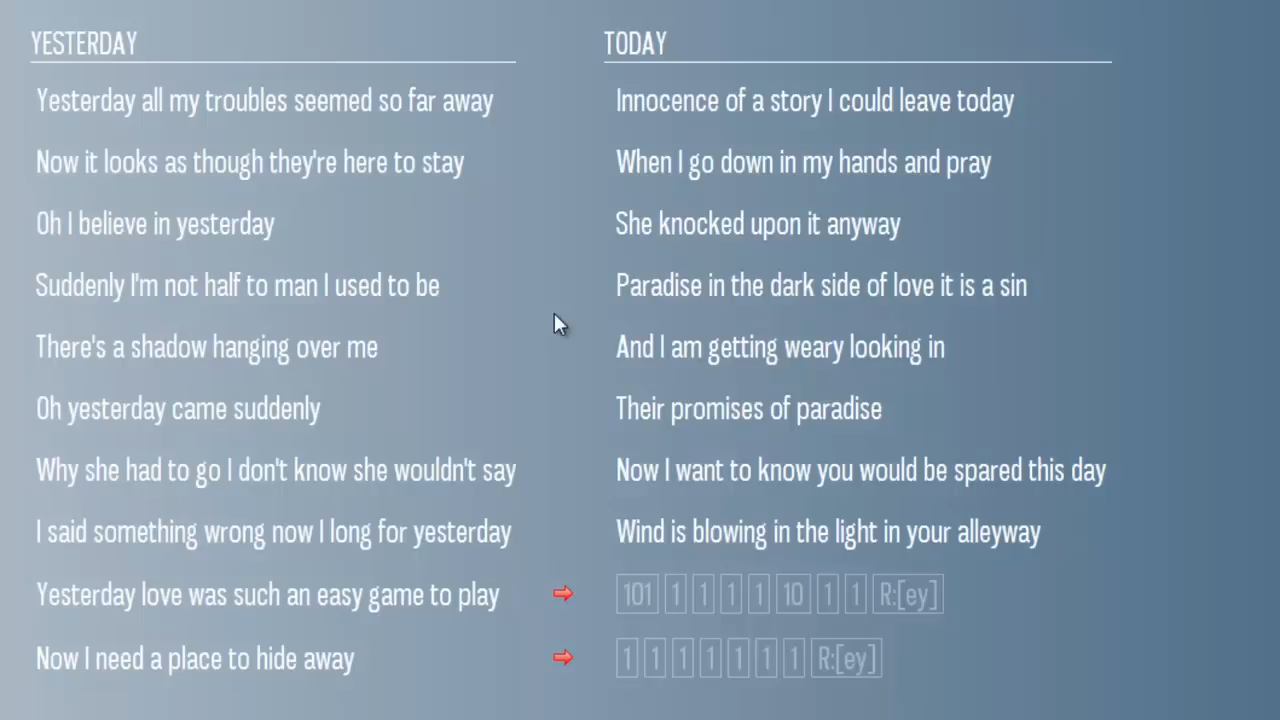 YESTERDAY
Yesterday all my troubles seemed so far away
Now it looks as though they're here to stay
Oh I believe in yesterday
Suddenly I'm not half to man I used to be
There's a shadow hanging over me
Oh yesterday came suddenly
Why she had to go I don't know she wouldn't say
I said something wrong now I long for yesterday
Yesterday love was such an easy game to play
Now I need a place to hide away
TODAY
Innocence of a story I could leave today
When I go down in my hands and pray
She knocked upon it anyway
Paradise in the dark side of love it is a sin
And I am getting weary looking in
Their promises of paradise
Now I want to know you would be spared this day
Wind is blowing in the light in your alleyway
101 1 1 1 1 10 1 1 R:[ey]
1 1 1 1 1 1 1 R:[ey]